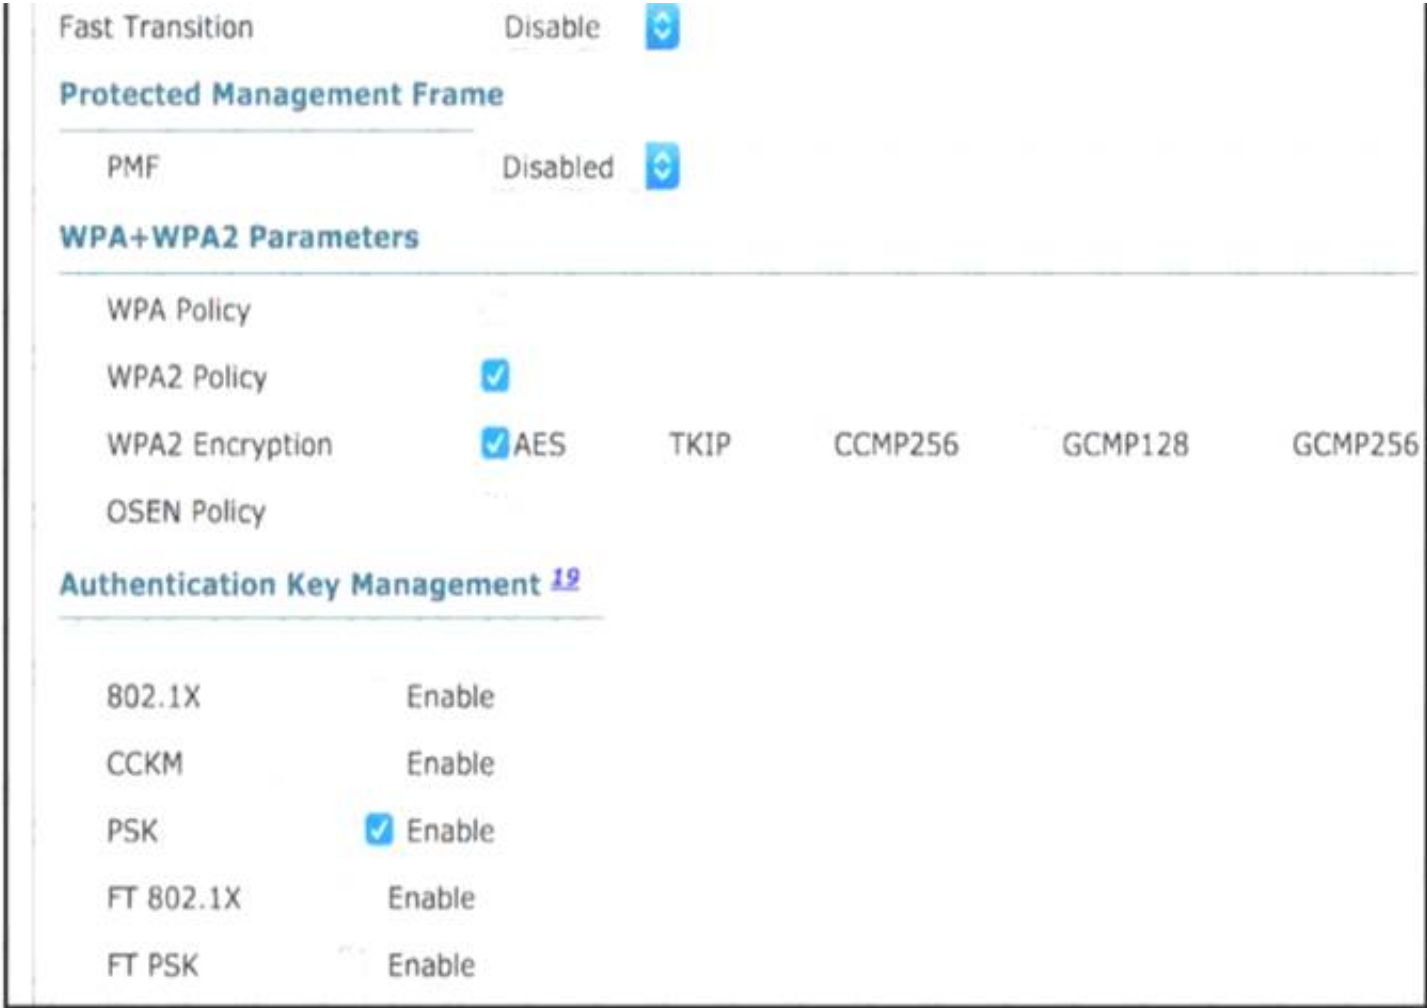 Fast Transition Disable
Protected Management Frame
PMF Disabled
WPA+WPA2 Parameters
WPA Policy
WPA2 Policy
WPA2 Encryption AES TKIP CCMP256 GCMP128 GCMP256
OSEN Policy
Authentication Key Management 19
802.1X Enable
CCKM Enable
PSK Enable
FT 802.1X Enable
FT PSK Enable